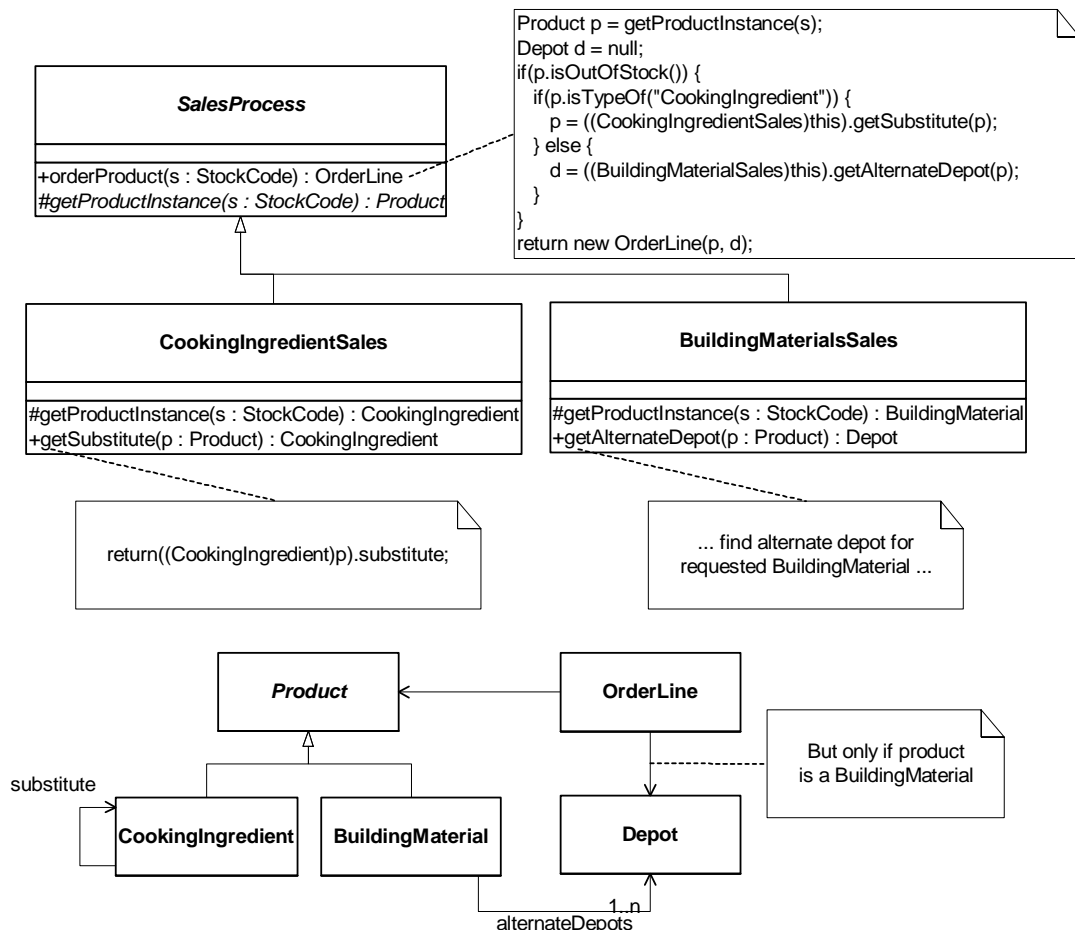 Product p = getProductInstance(s);
Depot d = null;
if(p.isOutOfStock()) {
if(p.isTypeOf("CookingIngredient")) {
p = ((CookingIngredientSales)this).getSubstitute(p);
} else {
d = ((BuildingMaterialSales)this).getAlternateDepot(p);
}
}
return new OrderLine(p, d);
SalesProcess
+orderProduct(s : StockCode) : OrderLine
#getProductInstance(s : StockCode) : Product
CookingIngredientSales
#getProductInstance(s : StockCode) : CookingIngredient
+getSubstitute(p : Product) : CookingIngredient
BuildingMaterialsSales
#getProductInstance(s : StockCode) : BuildingMaterial
+getAlternateDepot(p : Product) : Depot
return((CookingIngredient)p).substitute;
... find alternate depot for
requested BuildingMaterial ...
Product
OrderLine
But only if product
is a BuildingMaterial
substitute
CookingIngredient
BuildingMaterial
Depot
1..n
alternateDepots